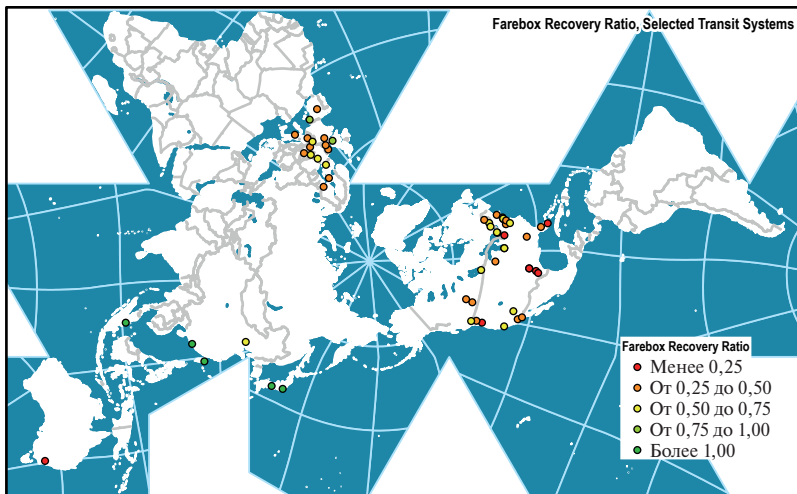 Farebox Recovery Ratio, Selected Transit Systems
Farebox Recovery Ratio
Менее 0,25
От 0,25 до 0,50
От 0,50 до 0,75
От 0,75 до 1,00
Более 1,00